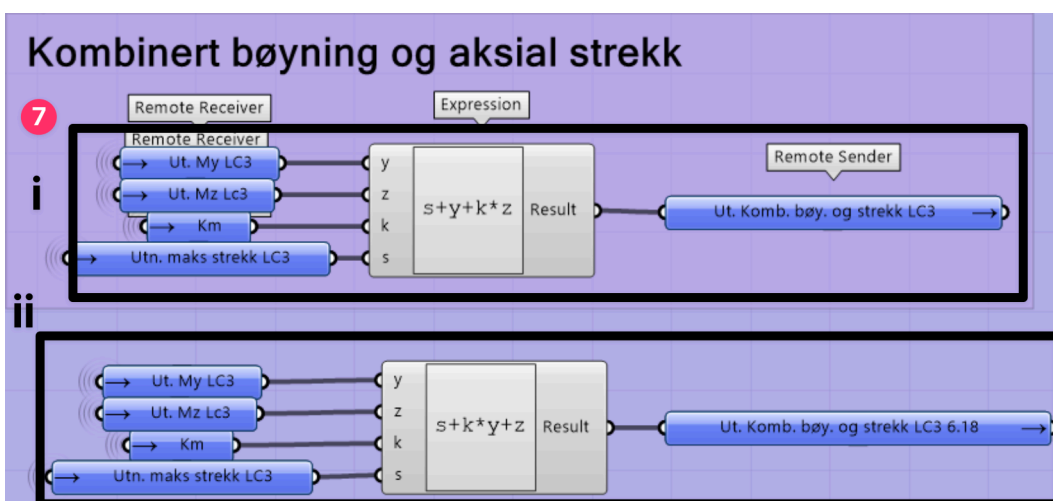 Kombinert bøyning og aksial strekk
7
Remote Receiver
Expression
Remote Receiver
Remote Sender
i
→ Ut. My LC3
y
→ Ut. Mz Lc3
z
→ Km
k
→ Utn. maks strekk LC3
s
s+y+k*z
Result
Ut. Komb. bøy. og strekk LC3 →
ii
→ Ut. My LC3
y
→ Ut. Mz Lc3
z
→ Km
k
→ Utn. maks strekk LC3
s
s+k*y+z
Result
Ut. Komb. bøy. og strekk LC3 6.18 →